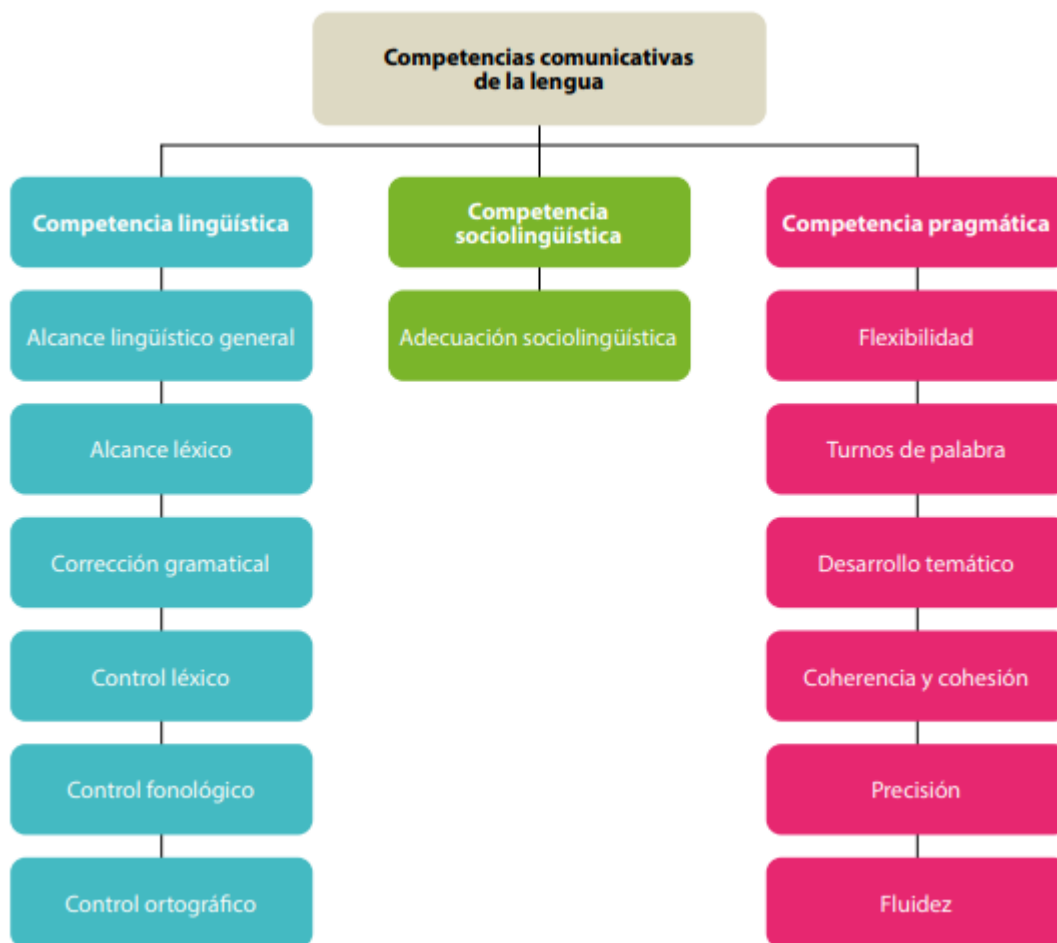 Competencias comunicativas
de la lengua
Competencia lingüística
Competencia
sociolingüística
Competencia pragmática
Alcance lingüístico general
Adecuación sociolingüística
Flexibilidad
Alcance léxico
Turnos de palabra
Corrección gramatical
Desarrollo temático
Control léxico
Coherencia y cohesión
Control fonológico
Precisión
Control ortográfico
Fluidez